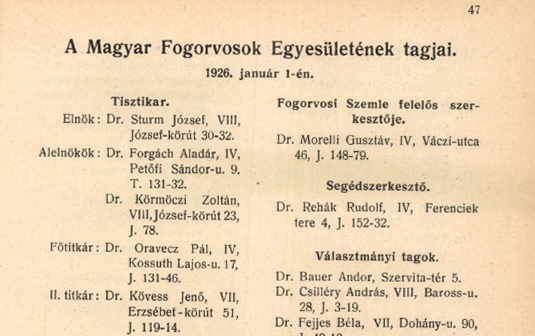 47
A Magyar Fogorvosok Egyesületének tagjai.
1926. január 1-én.
Tisztikar.
Elnök: Dr. Sturm József, VIII,
József-körút 30-32.
Alelnökök: Dr. Forgách Aladár, IV,
Petőfi Sándor-u. 9.
T. 131-32.
Dr. Körmöczi Zoltán,
VIII, József-körút 23,
J. 78.
Főtitkár: Dr. Oravecz Pál, IV,
Kossuth Lajos-u. 17,
J. 131-46.
II. titkár: Dr. Kövess Jenő, VII,
Erzsébet-körút 51,
J. 119-14.
Fogorvosi Szemle felelős szer-
kesztője.
Dr. Morelli Gusztáv, IV, Váczi-utca
46, J. 148-79.
Segédszerkesztő.
Dr. Rehák Rudolf, IV, Ferenciek
tere 4, J. 152-32.
Választmányi tagok.
Dr. Bauer Andor, Szervita-tér 5.
Dr. Csilléry András, VIII, Baross-u.
28, J. 3-19.
Dr. Fejjes Béla, VII, Dohány-u. 90,